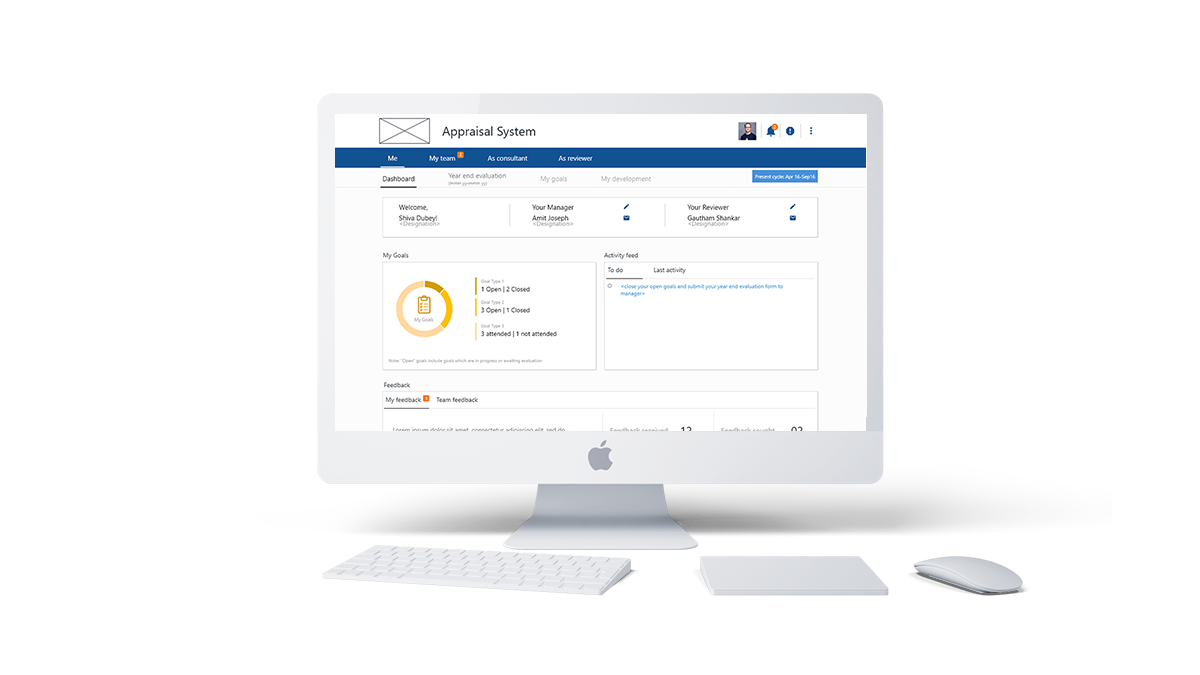 Appraisal System
Me
My team
As consultant
As reviewer
Dashboard
Year end evaluation
My goals
My development
Present cycle: Apr 16-Sep16
Welcome,
Shiva Dubey!
<Designation>
Your Manager
Amit Joseph
<Designation>
Your Reviewer
Gautham Shankar
<Designation>
My Goals
My Goals
Goal Type 1
1 Open | 2 Closed
Goal Type 2
3 Open | 1 Closed
Goal Type 3
3 attended | 1 not attended
Note: "Open" goals include goals which are in progress or awaiting evaluation
Activity feed
To do
Last activity
<close your open goals and submit your year end evaluation form to
manager>
Feedback
My feedback
Team feedback
Lorem ipsum dolor sit amet, consectetur adipiscing elit, sed do
Feedback received
12
Feedback sought
02